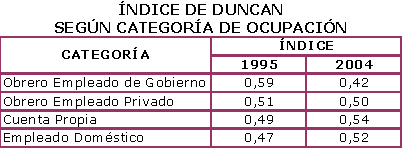 ÍNDICE DE DUNCAN
SEGÚN CATEGORÍA DE OCUPACIÓN
CATEGORÍA ÍNDICE
1995 2004
Obrero Empleado de Gobierno 0,59 0,42
Obrero Empleado Privado 0,51 0,50
Cuenta Propia 0,49 0,54
Empleado Doméstico 0,47 0,52